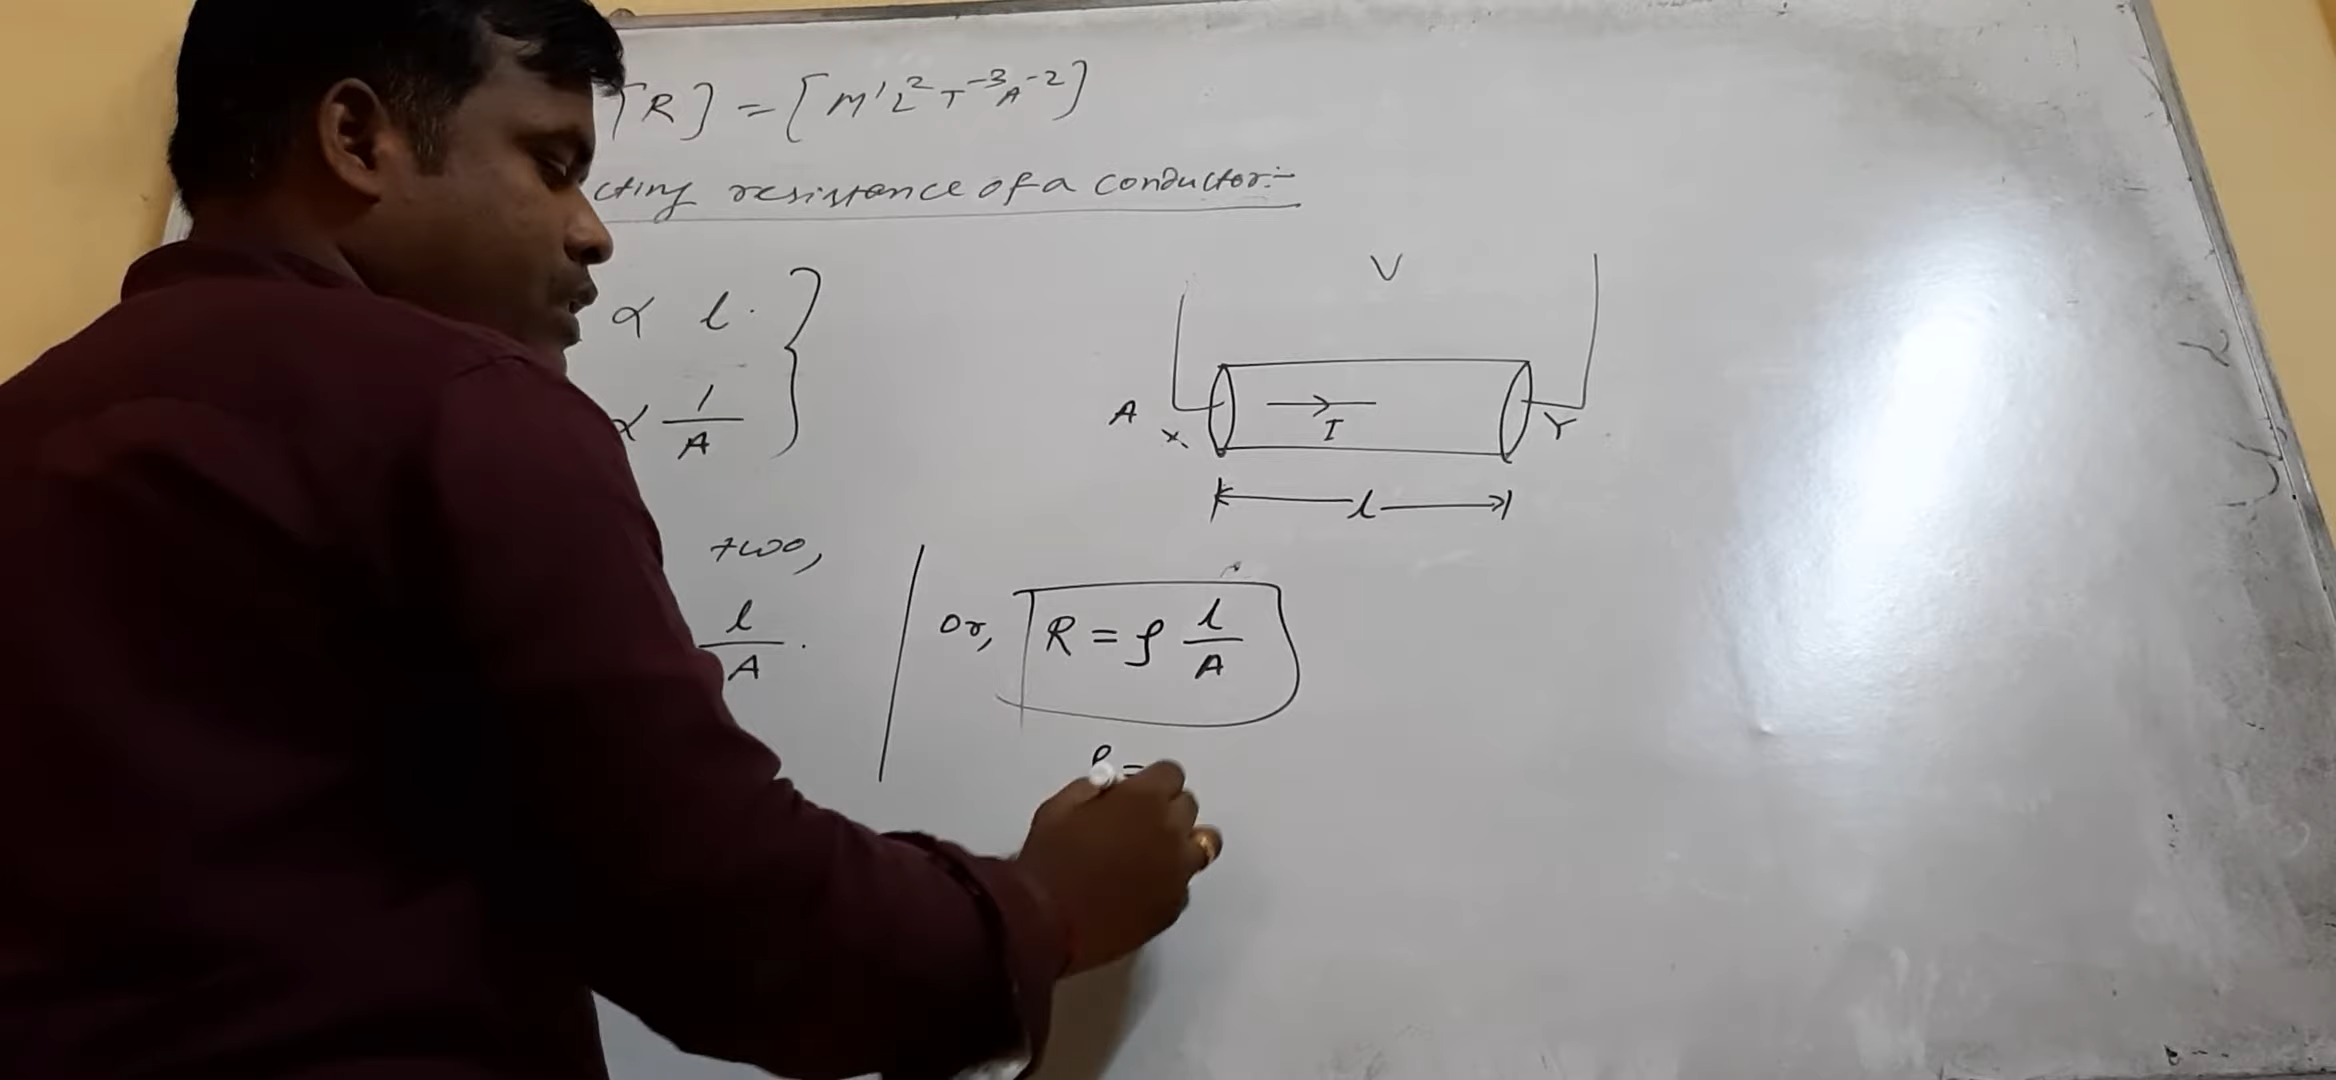 [R] = [M¹L²T⁻³A⁻²]
cting resistance of a conductor:-
∝ l.
∝ 1/A
V
A
X
I
Y
l
two,
l/A.
or, R = ρ l/A
ρ =